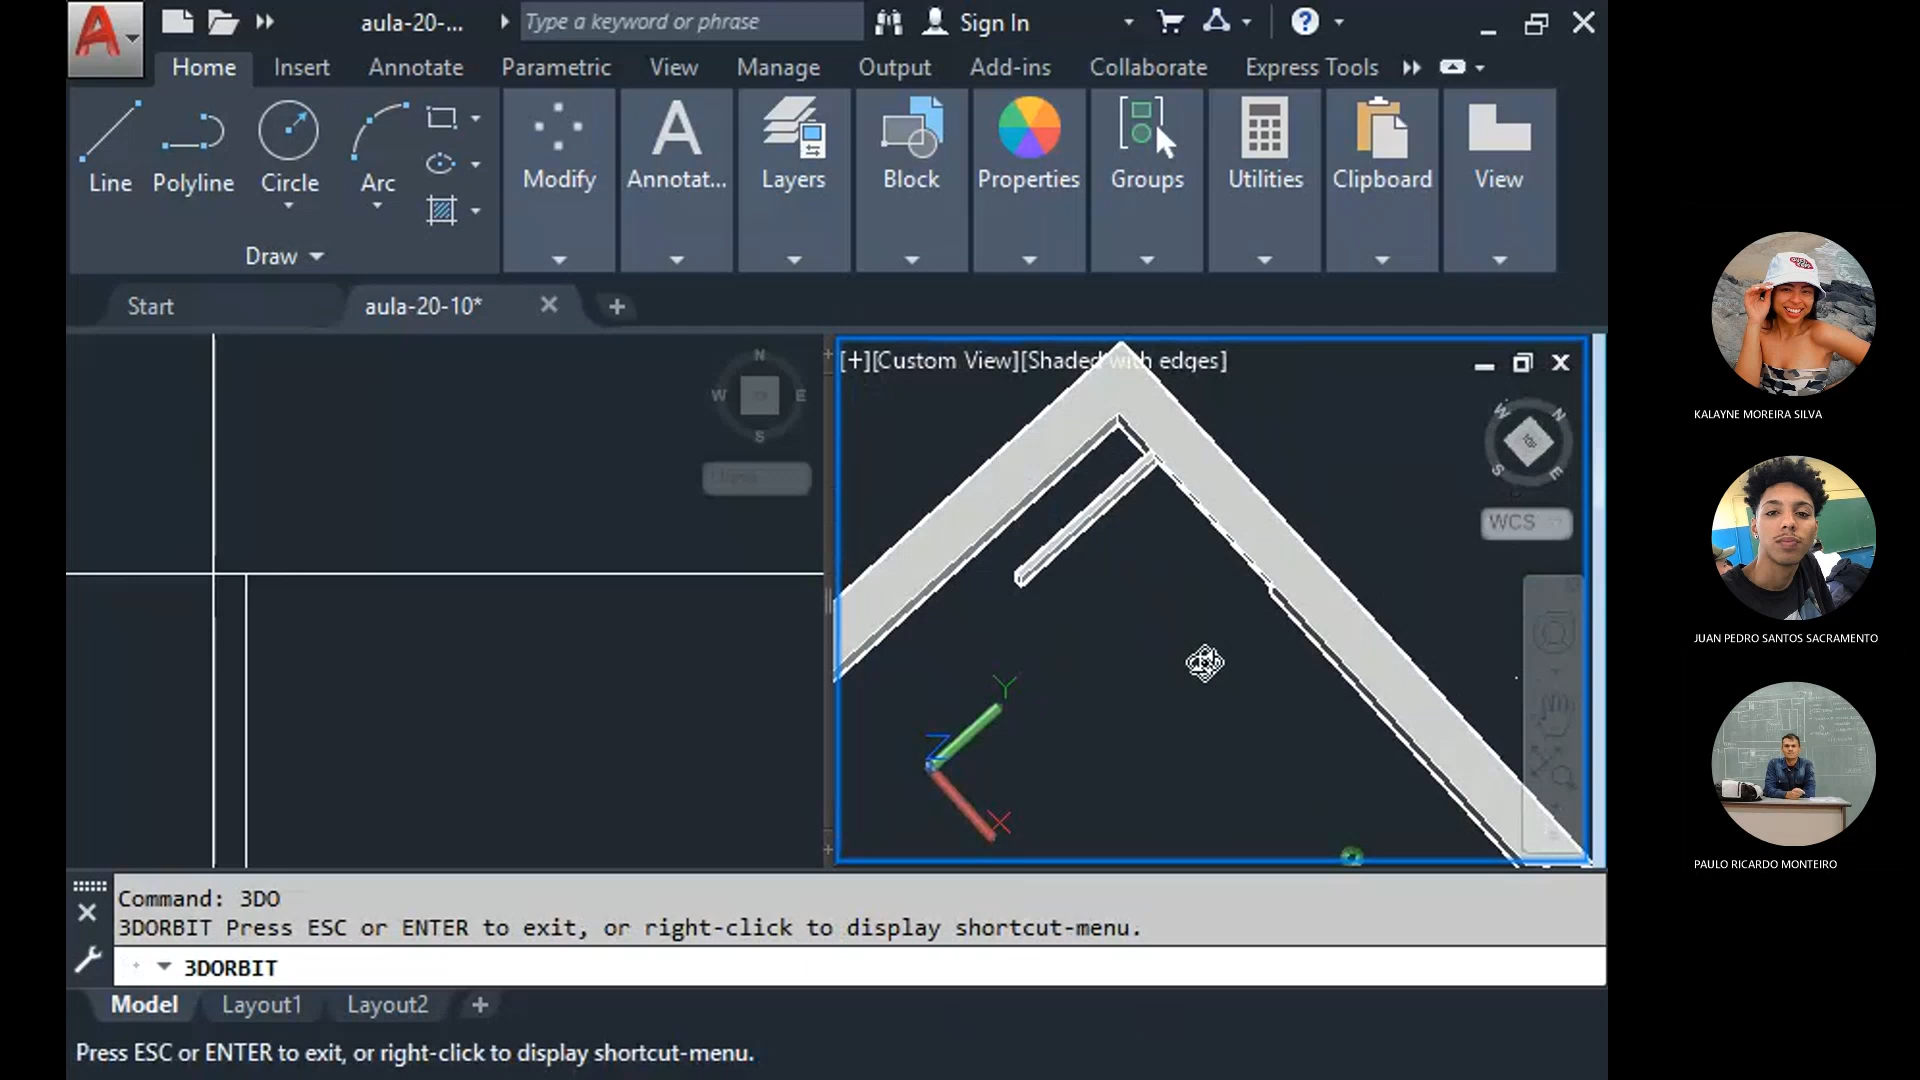 aula-20-...
Type a keyword or phrase
Sign In
Home
Insert
Annotate
Parametric
View
Manage
Output
Add-ins
Collaborate
Express Tools
Line
Polyline
Circle
Arc
Modify
Annotat...
Layers
Block
Properties
Groups
Utilities
Clipboard
View
Draw
Start
aula-20-10*
N
W
E
S
[+][Custom View][Shaded with edges]
W
N
TOP
S
E
WCS
Y
Z
X
Command: 3DO
3DORBIT Press ESC or ENTER to exit, or right-click to display shortcut-menu.
3DORBIT
Model
Layout1
Layout2
Press ESC or ENTER to exit, or right-click to display shortcut-menu.
KALAYNE MOREIRA SILVA
JUAN PEDRO SANTOS SACRAMENTO
PAULO RICARDO MONTEIRO